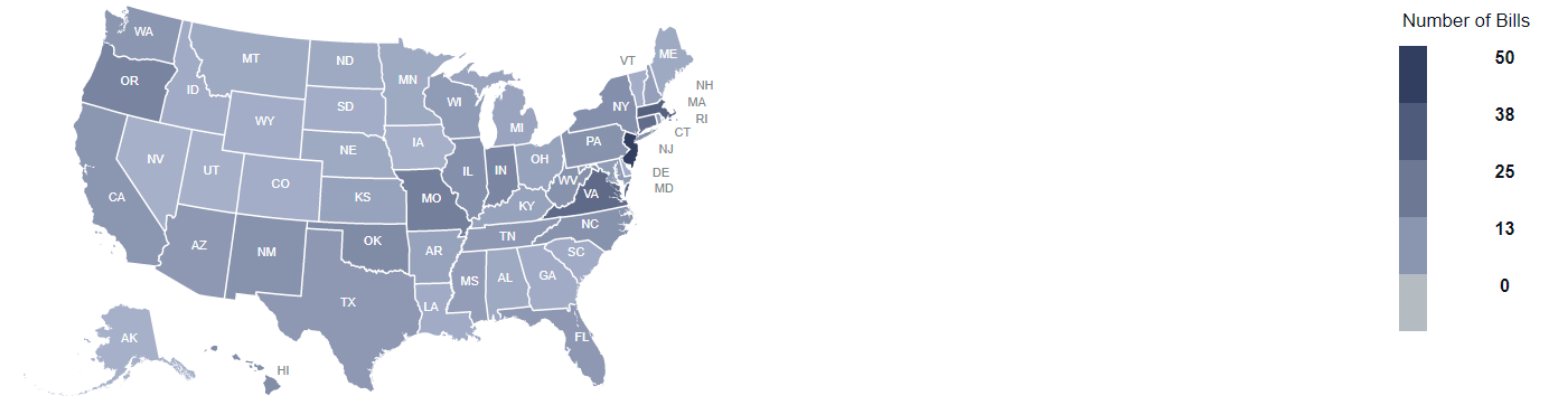 Number of Bills
50
38
25
13
0
WA
OR
MT
ID
ND
MN
SD
WY
NV
UT
CO
CA
NE
IA
KS
WI
MI
IL
IN
OH
MO
KY
WV
VA
PA
NY
VT
ME
NH
MA
RI
CT
NJ
DE
MD
NC
TN
SC
AZ
NM
OK
AR
TX
LA
MS
AL
GA
FL
AK
HI